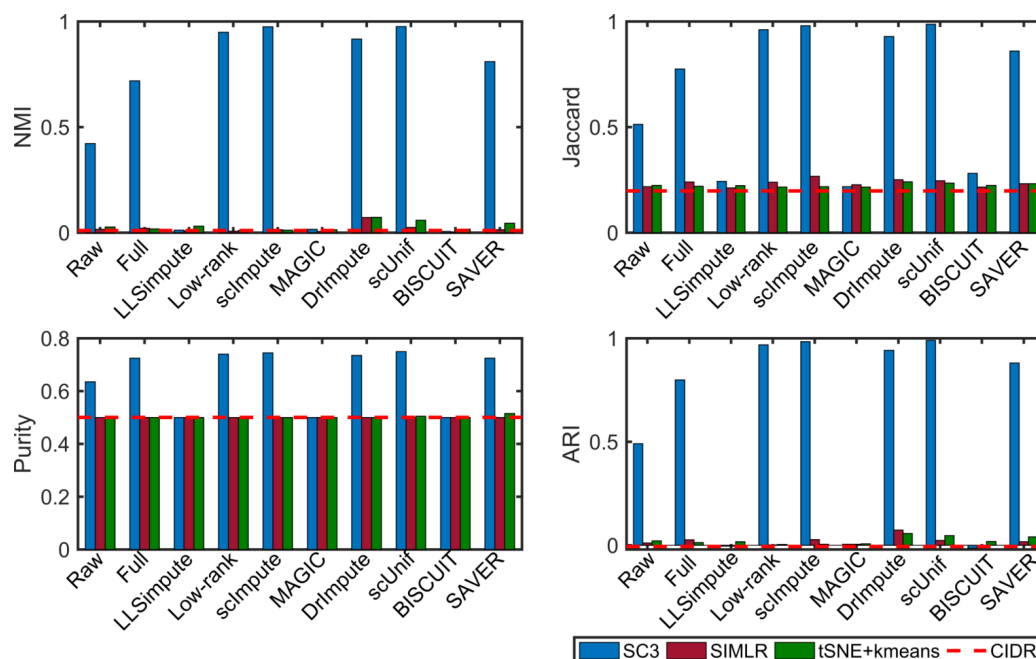 1
NMI
0.5
0
Raw
Full
LLSimpute
Low-rank
scImpute
MAGIC
DrImpute
scUnif
BISCUIT
SAVER
1
Jaccard
0.5
0
Raw
Full
LLSimpute
Low-rank
scImpute
MAGIC
DrImpute
scUnif
BISCUIT
SAVER
0.8
0.6
Purity
0.4
0.2
0
Raw
Full
LLSimpute
Low-rank
scImpute
MAGIC
DrImpute
scUnif
BISCUIT
SAVER
1
ARI
0.5
0
Raw
Full
LLSimpute
Low-rank
scImpute
MAGIC
DrImpute
scUnif
BISCUIT
SAVER
SC3 SIMLR tSNE+kmeans CIDR